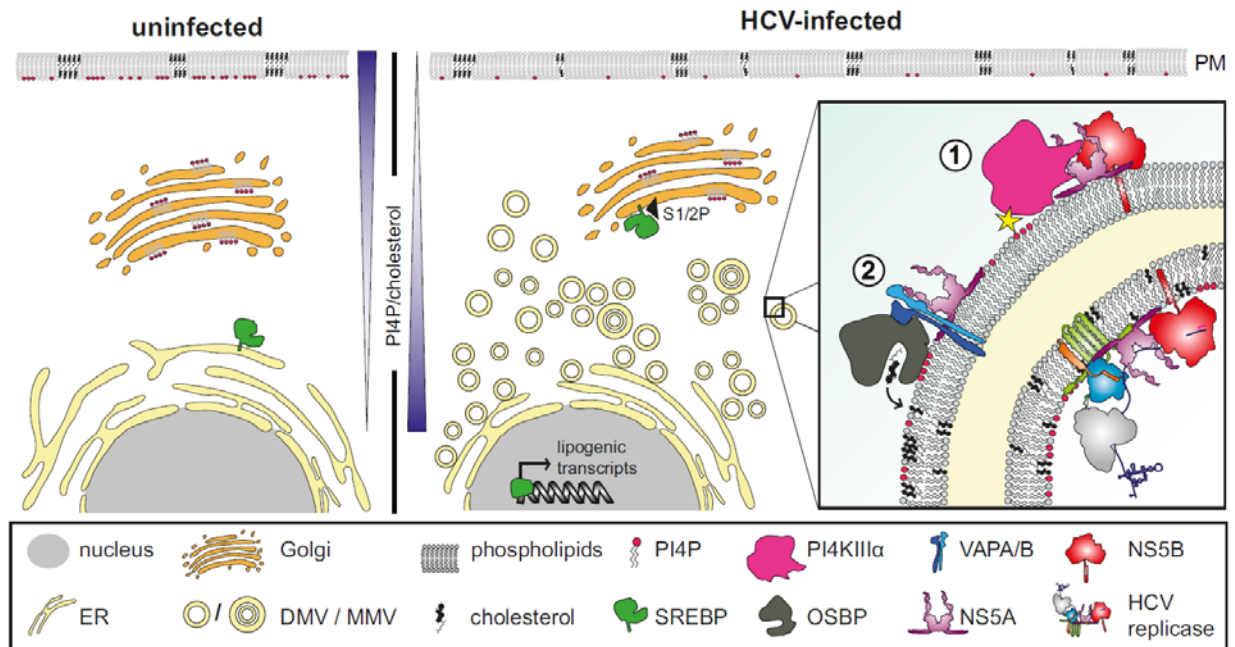 uninfected
HCV-infected
PM
PI4P/cholesterol
S1/2P
lipogenic
transcripts
1
2
nucleus
Golgi
phospholipids
PI4P
PI4KIIIα
VAPA/B
NS5B
ER
/
DMV / MMV
cholesterol
SREBP
OSBP
NS5A
HCV
replicase